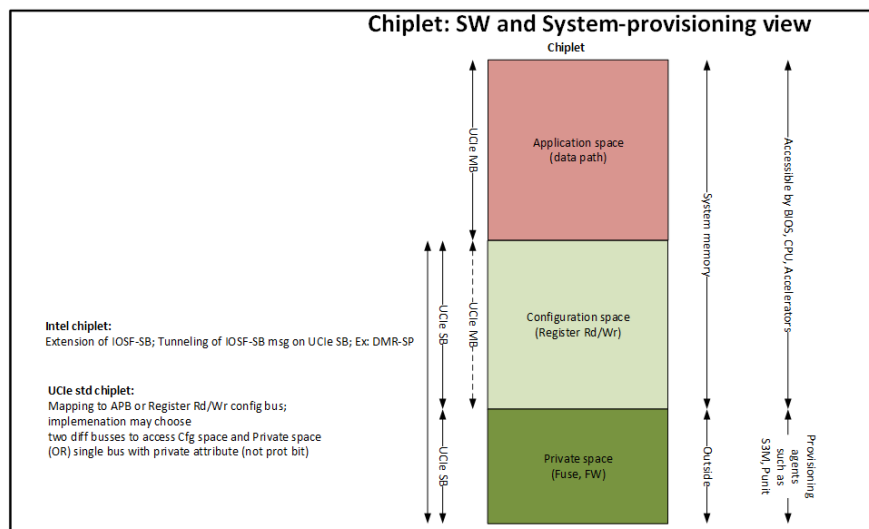 Chiplet: SW and System-provisioning view
Chiplet
UCIe MB
Application space
(data path)
System memory
Accessible by BIOS, CPU, Accelerators
UCIe SB
UCIe MB
Configuration space
(Register Rd/Wr)
Intel chiplet:
Extension of IOSF-SB; Tunneling of IOSF-SB msg on UCIe SB; Ex: DMR-SP
UCIe std chiplet:
Mapping to APB or Register Rd/Wr config bus;
implemenation may choose
two diff busses to access Cfg space and Private space
(OR) single bus with private attribute (not prot bit)
UCIe SB
Private space
(Fuse, FW)
Outside
Provisioning
agents
such as
S3M, Punit